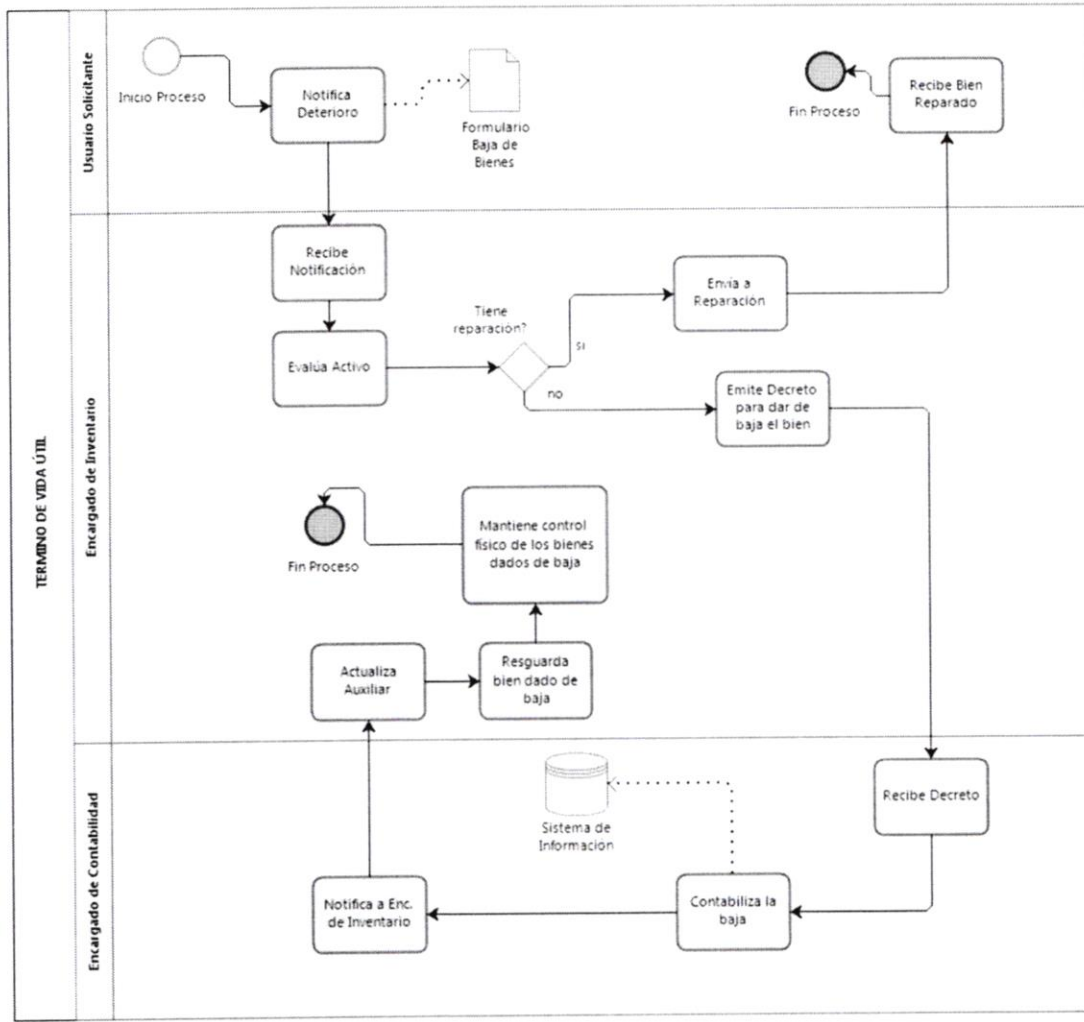 TERMINO DE VIDA ÚTIL
Usuario Solicitante
Inicio Proceso
Notifica
Deterioro
Formulario
Baja de
Bienes
Fin Proceso
Recibe Bien
Reparado
Encargado de Inventario
Recibe
Notificación
Evalúa Activo
Tiene
reparación?
si
no
Envía a
Reparación
Emite Decreto
para dar de
baja el bien
Fin Proceso
Mantiene control
físico de los bienes
dados de baja
Actualiza
Auxiliar
Resguarda
bien dado de
baja
Encargado de Contabilidad
Recibe Decreto
Sistema de
Información
Contabiliza la
baja
Notifica a Enc.
de Inventario